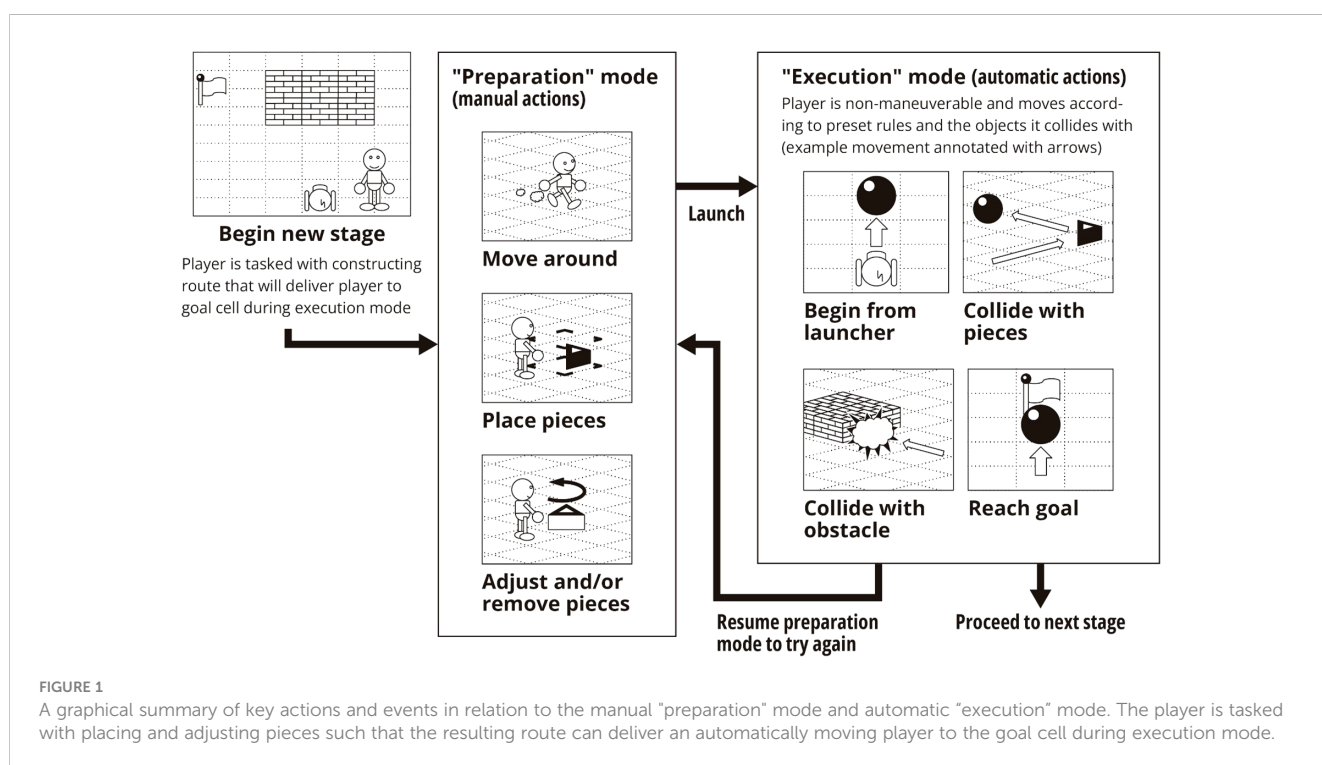 Begin new stage
Player is tasked with constructing
route that will deliver player to
goal cell during execution mode
"Preparation" mode
(manual actions)
Move around
Place pieces
Adjust and/or
remove pieces
Launch
"Execution" mode (automatic actions)
Player is non-maneuverable and moves accord-
ing to preset rules and the objects it collides with
(example movement annotated with arrows)
Begin from
launcher
Collide with
pieces
Collide with
obstacle
Reach goal
Resume preparation
mode to try again
Proceed to next stage
FIGURE 1
A graphical summary of key actions and events in relation to the manual "preparation" mode and automatic “execution” mode. The player is tasked
with placing and adjusting pieces such that the resulting route can deliver an automatically moving player to the goal cell during execution mode.